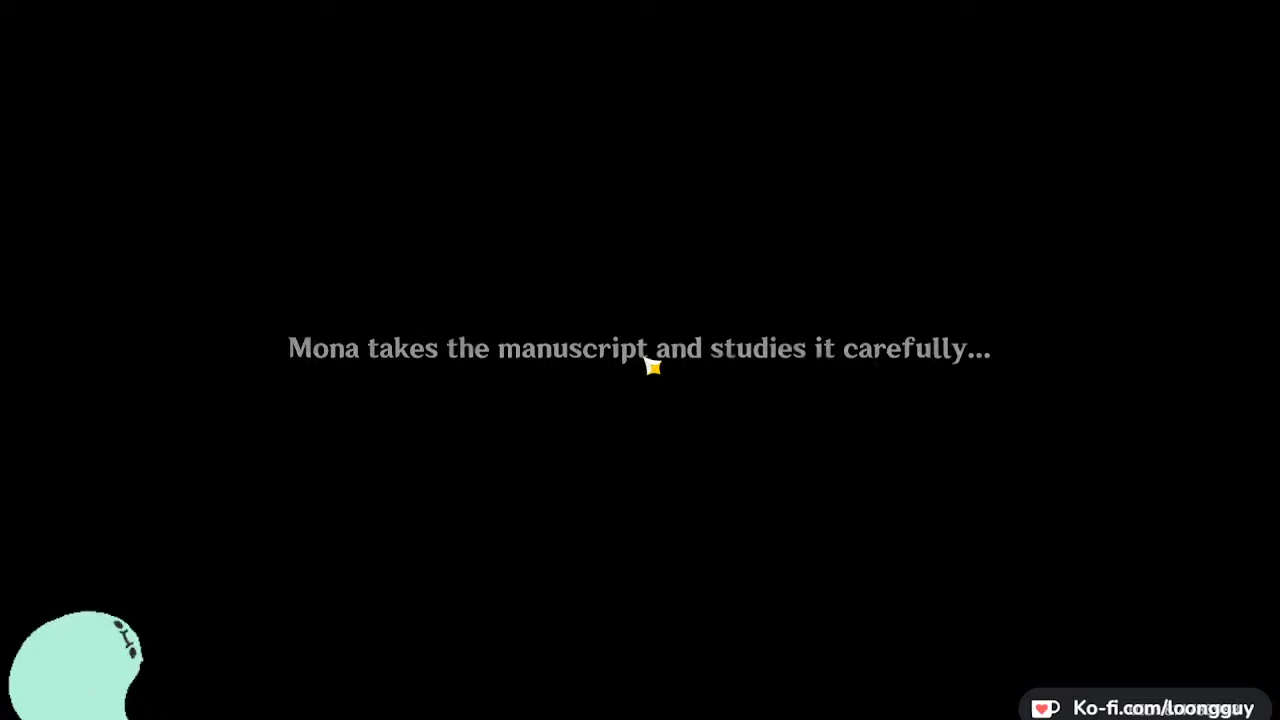 Mona takes the manuscript and studies it carefully...
Ko-fi.com/loongguy